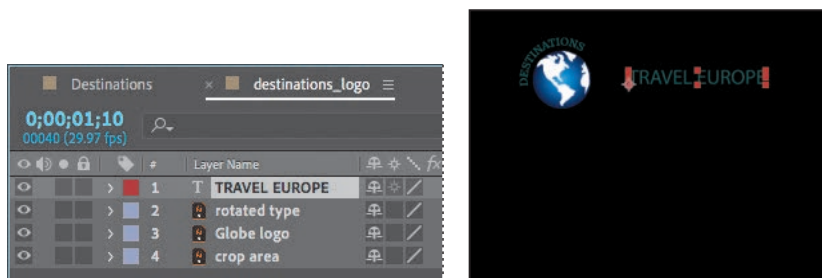 Destinations × destinations_logo
0;00;01;10
00040 (29.97 fps)
# Layer Name fx
1 T TRAVEL EUROPE
2 rotated type
3 Globe logo
4 crop area
DESTINATIONS
TRAVEL EUROPE